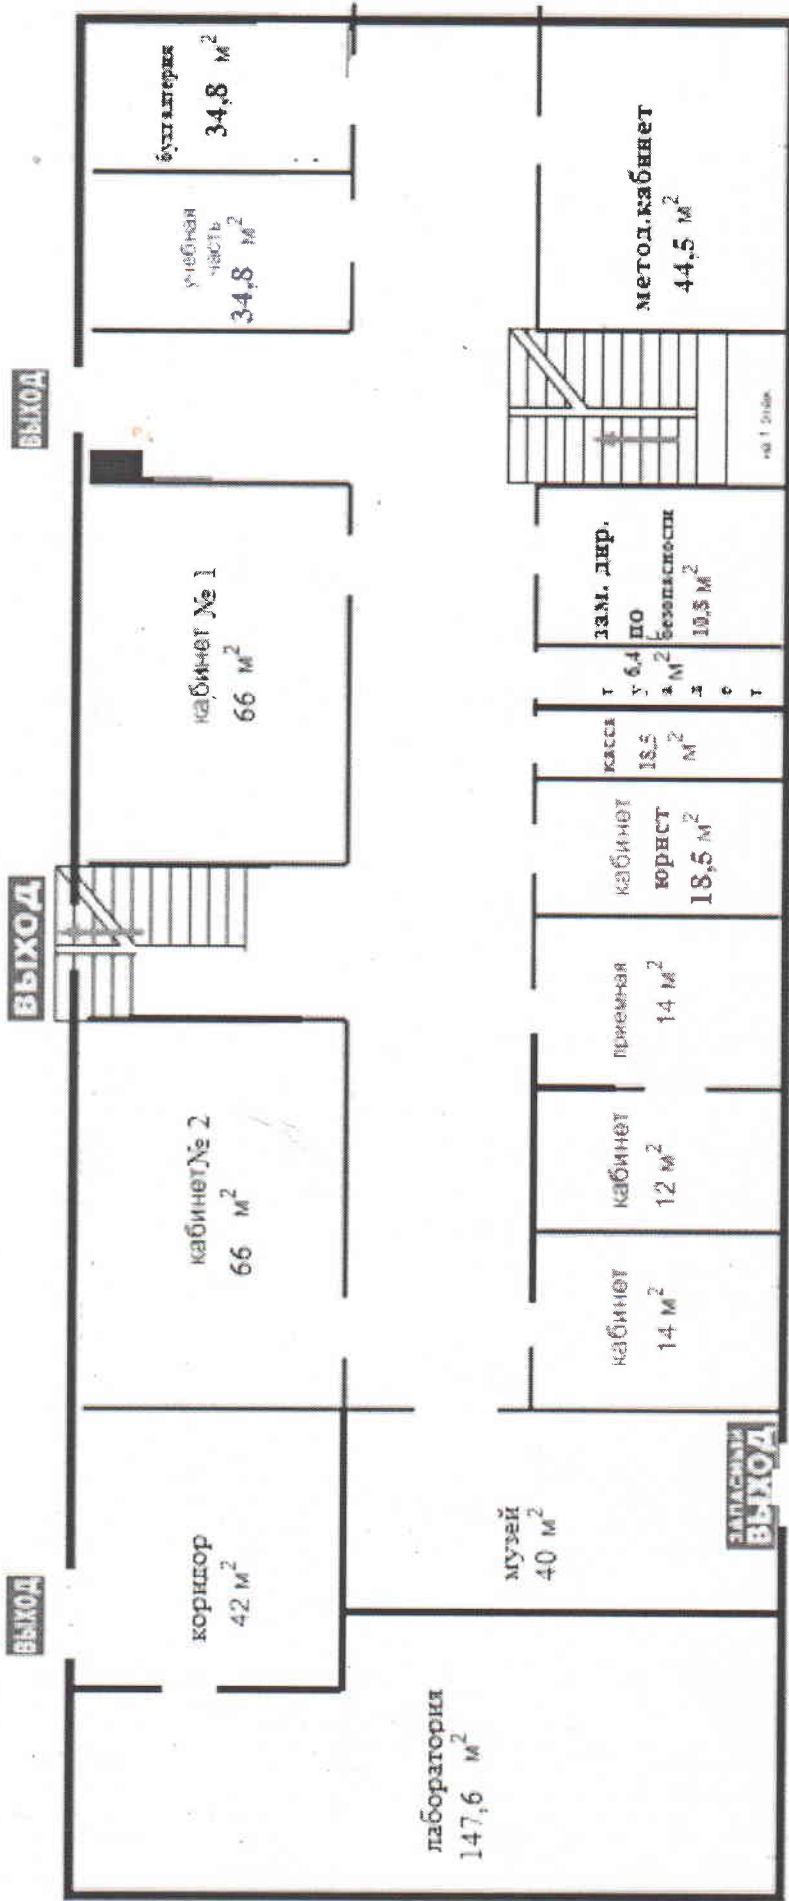 ВЫХОД
ВЫХОД
ВЫХОД
коридор
42 м²
кабинет № 2
66 м²
кабинет № 1
66 м²
учебная
часть
34,8 м²
бухгалтерия
34,8 м²
лаборатория
147,6 м²
музей
40 м²
ЗАПАСНЫЙ
ВЫХОД
кабинет
14 м²
кабинет
12 м²
приемная
14 м²
кабинет
юрист
18,5 м²
касса
18,5
м²
туалет
6,4
м²
зам. дир.
по
безопасности
10,8 м²
на 1 этаж
метод.кабинет
44,5 м²